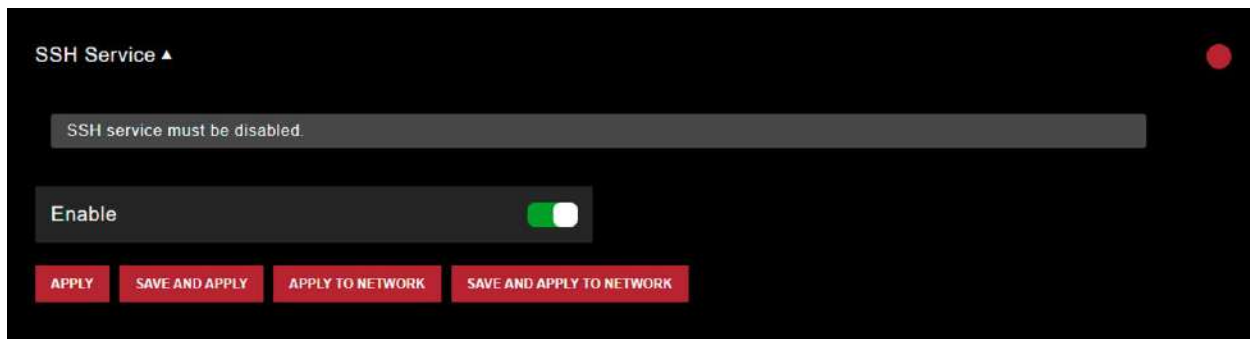 SSH Service ▲
SSH service must be disabled.
Enable
APPLY SAVE AND APPLY APPLY TO NETWORK SAVE AND APPLY TO NETWORK